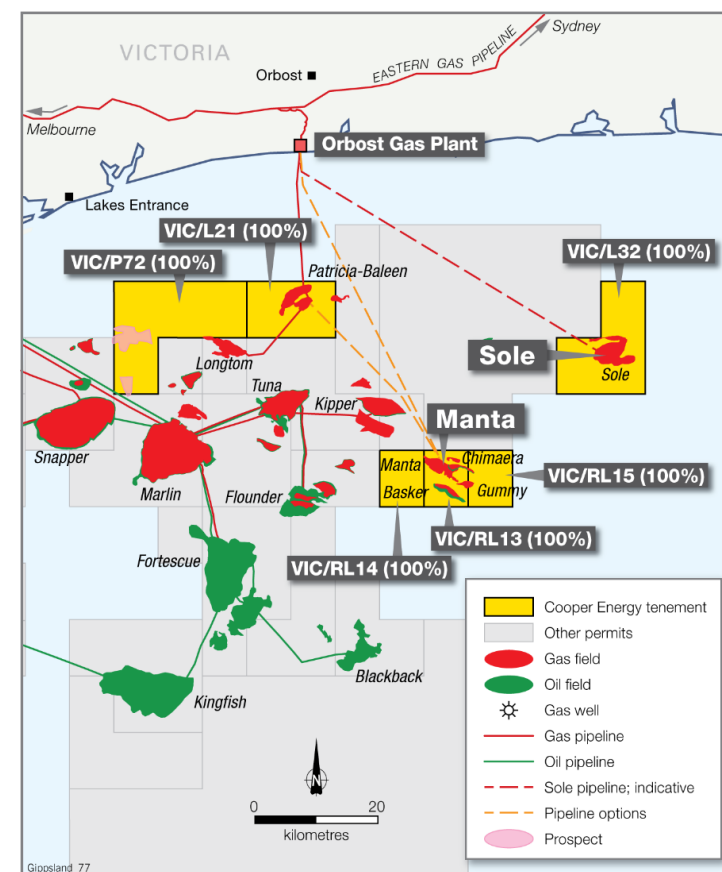 Sydney
VICTORIA
EASTERN GAS PIPELINE
Orbost
Melbourne
Orbost Gas Plant
Lakes Entrance
VIC/L21 (100%)
VIC/L32 (100%)
VIC/P72 (100%)
Patricia-Baleen
Longtom
Sole
Sole
Tuna
Kipper
Manta
Snapper
Chimaera
Manta
Marlin
Flounder
Basker
Gummy
VIC/RL15 (100%)
VIC/RL13 (100%)
Fortescue
VIC/RL14 (100%)
Blackback
Kingfish
Cooper Energy tenement
Other permits
Gas field
Oil field
Gas well
Gas pipeline
Oil pipeline
Sole pipeline; indicative
Pipeline options
Prospect
N
0 20
kilometres
Gippsland 77